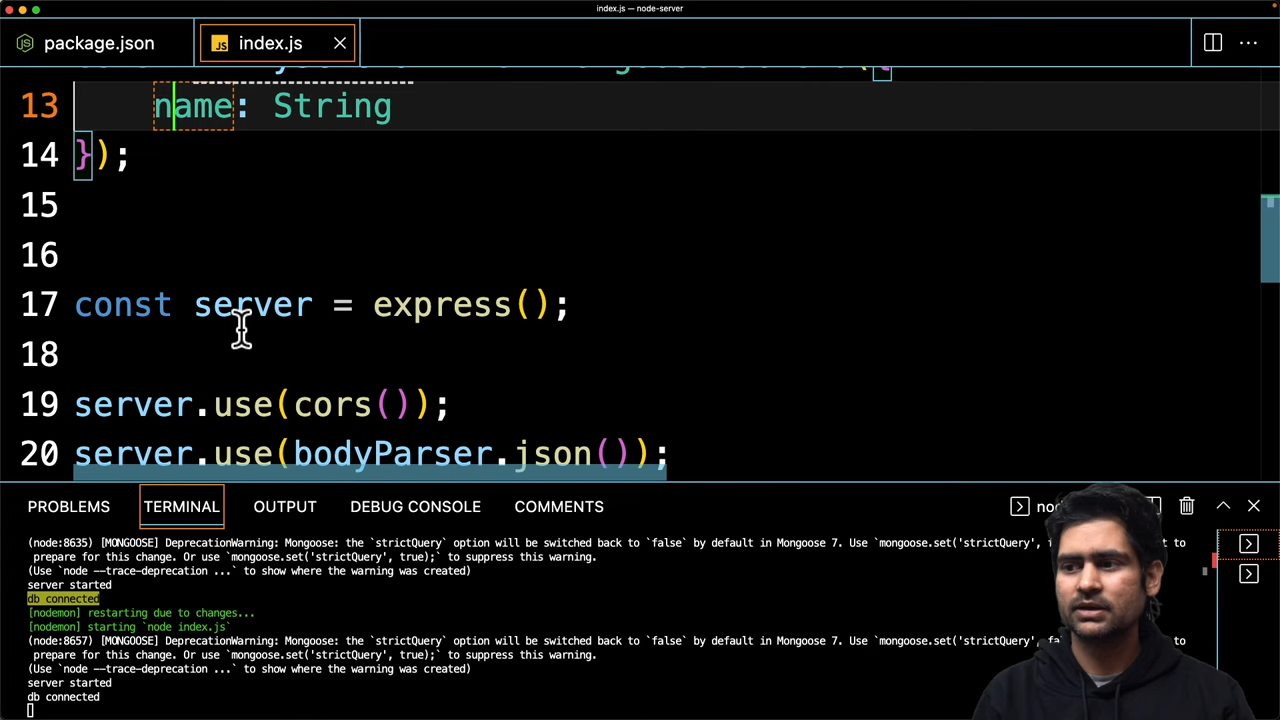 index.js — node-server
package.json
JS index.js
13 name: String
14 });
15
16
17 const server = express();
18
19 server.use(cors());
20 server.use(bodyParser.json());
PROBLEMS TERMINAL OUTPUT DEBUG CONSOLE COMMENTS
(node:8635) [MONGOOSE] DeprecationWarning: Mongoose: the `strictQuery` option will be switched back to `false` by default in Mongoose 7. Use `mongoose.set('strictQuery', to
prepare for this change. Or use `mongoose.set('strictQuery', true);` to suppress this warning.
(Use `node --trace-deprecation ...` to show where the warning was created)
server started
db connected
[nodemon] restarting due to changes...
[nodemon] starting `node index.js`
(node:8657) [MONGOOSE] DeprecationWarning: Mongoose: the `strictQuery` option will be switched back to `false` by default in Mongoose 7. Use `mongoose.set('strictQuery', to
prepare for this change. Or use `mongoose.set('strictQuery', true);` to suppress this warning.
(Use `node --trace-deprecation ...` to show where the warning was created)
server started
db connected